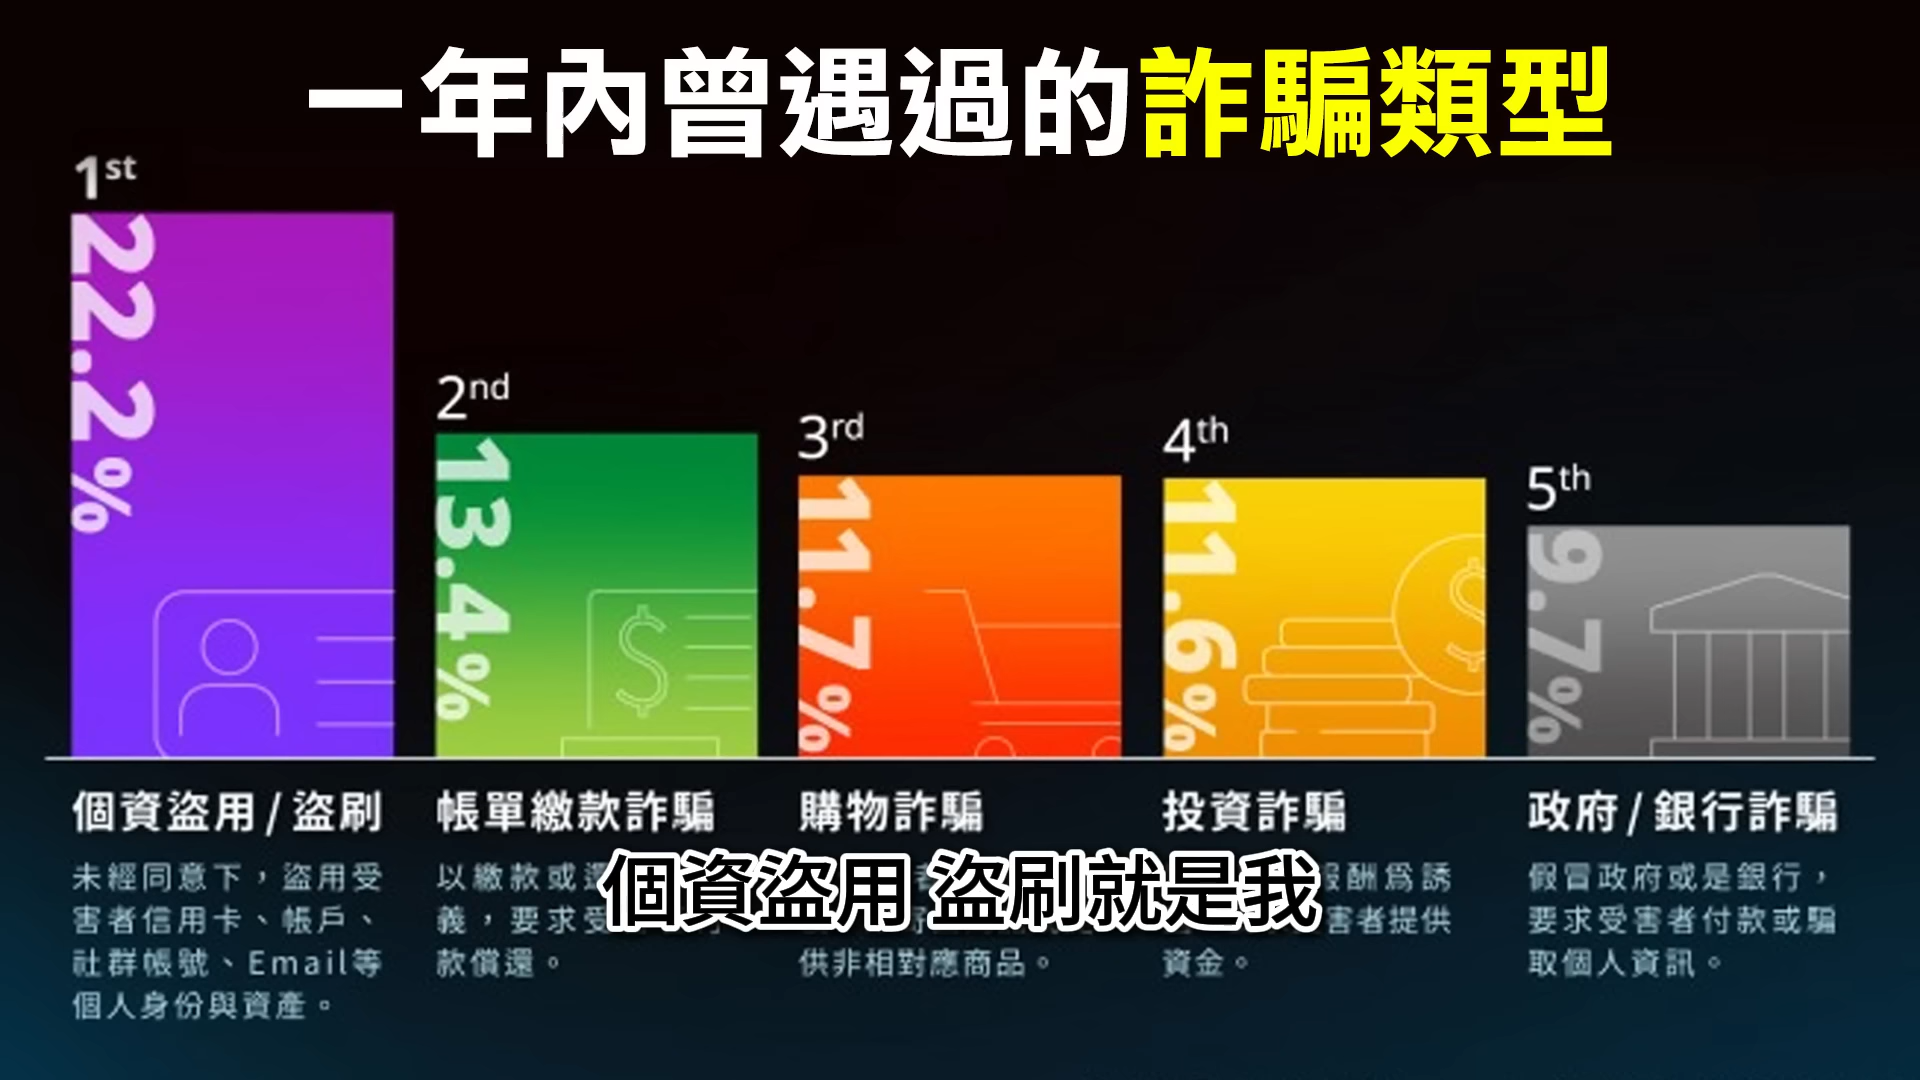 一年內曾遇過的詐騙類型
1st
22.2%
2nd
13.4%
3rd
11.7%
4th
11.6%
5th
9.7%
個資盜用/盜刷
未經同意下,盜用受
害者信用卡、帳戶、
社群帳號、Email等
個人身份與資產。
帳單繳款詐騙
以繳款或
義,要求
款償還。
購物詐騙
供非相對應商品。
投資詐騙
報酬為誘
害者提供
資金。
政府/銀行詐騙
假冒政府或是銀行,
要求受害者付款或騙
取個人資訊。
個資盜用 盜刷就是我